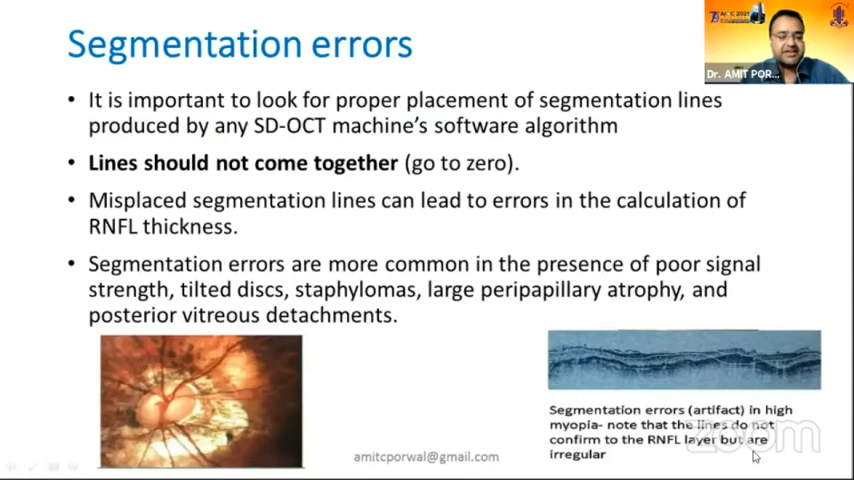 Segmentation errors
AIOC 2021
Dr. AMIT POR...
• It is important to look for proper placement of segmentation lines
produced by any SD-OCT machine's software algorithm
• Lines should not come together (go to zero).
• Misplaced segmentation lines can lead to errors in the calculation of
RNFL thickness.
• Segmentation errors are more common in the presence of poor signal
strength, tilted discs, staphylomas, large peripapillary atrophy, and
posterior vitreous detachments.
Segmentation errors (artifact) in high
myopia- note that the lines do not
confirm to the RNFL layer but are
irregular
zoom
amitcporwal@gmail.com